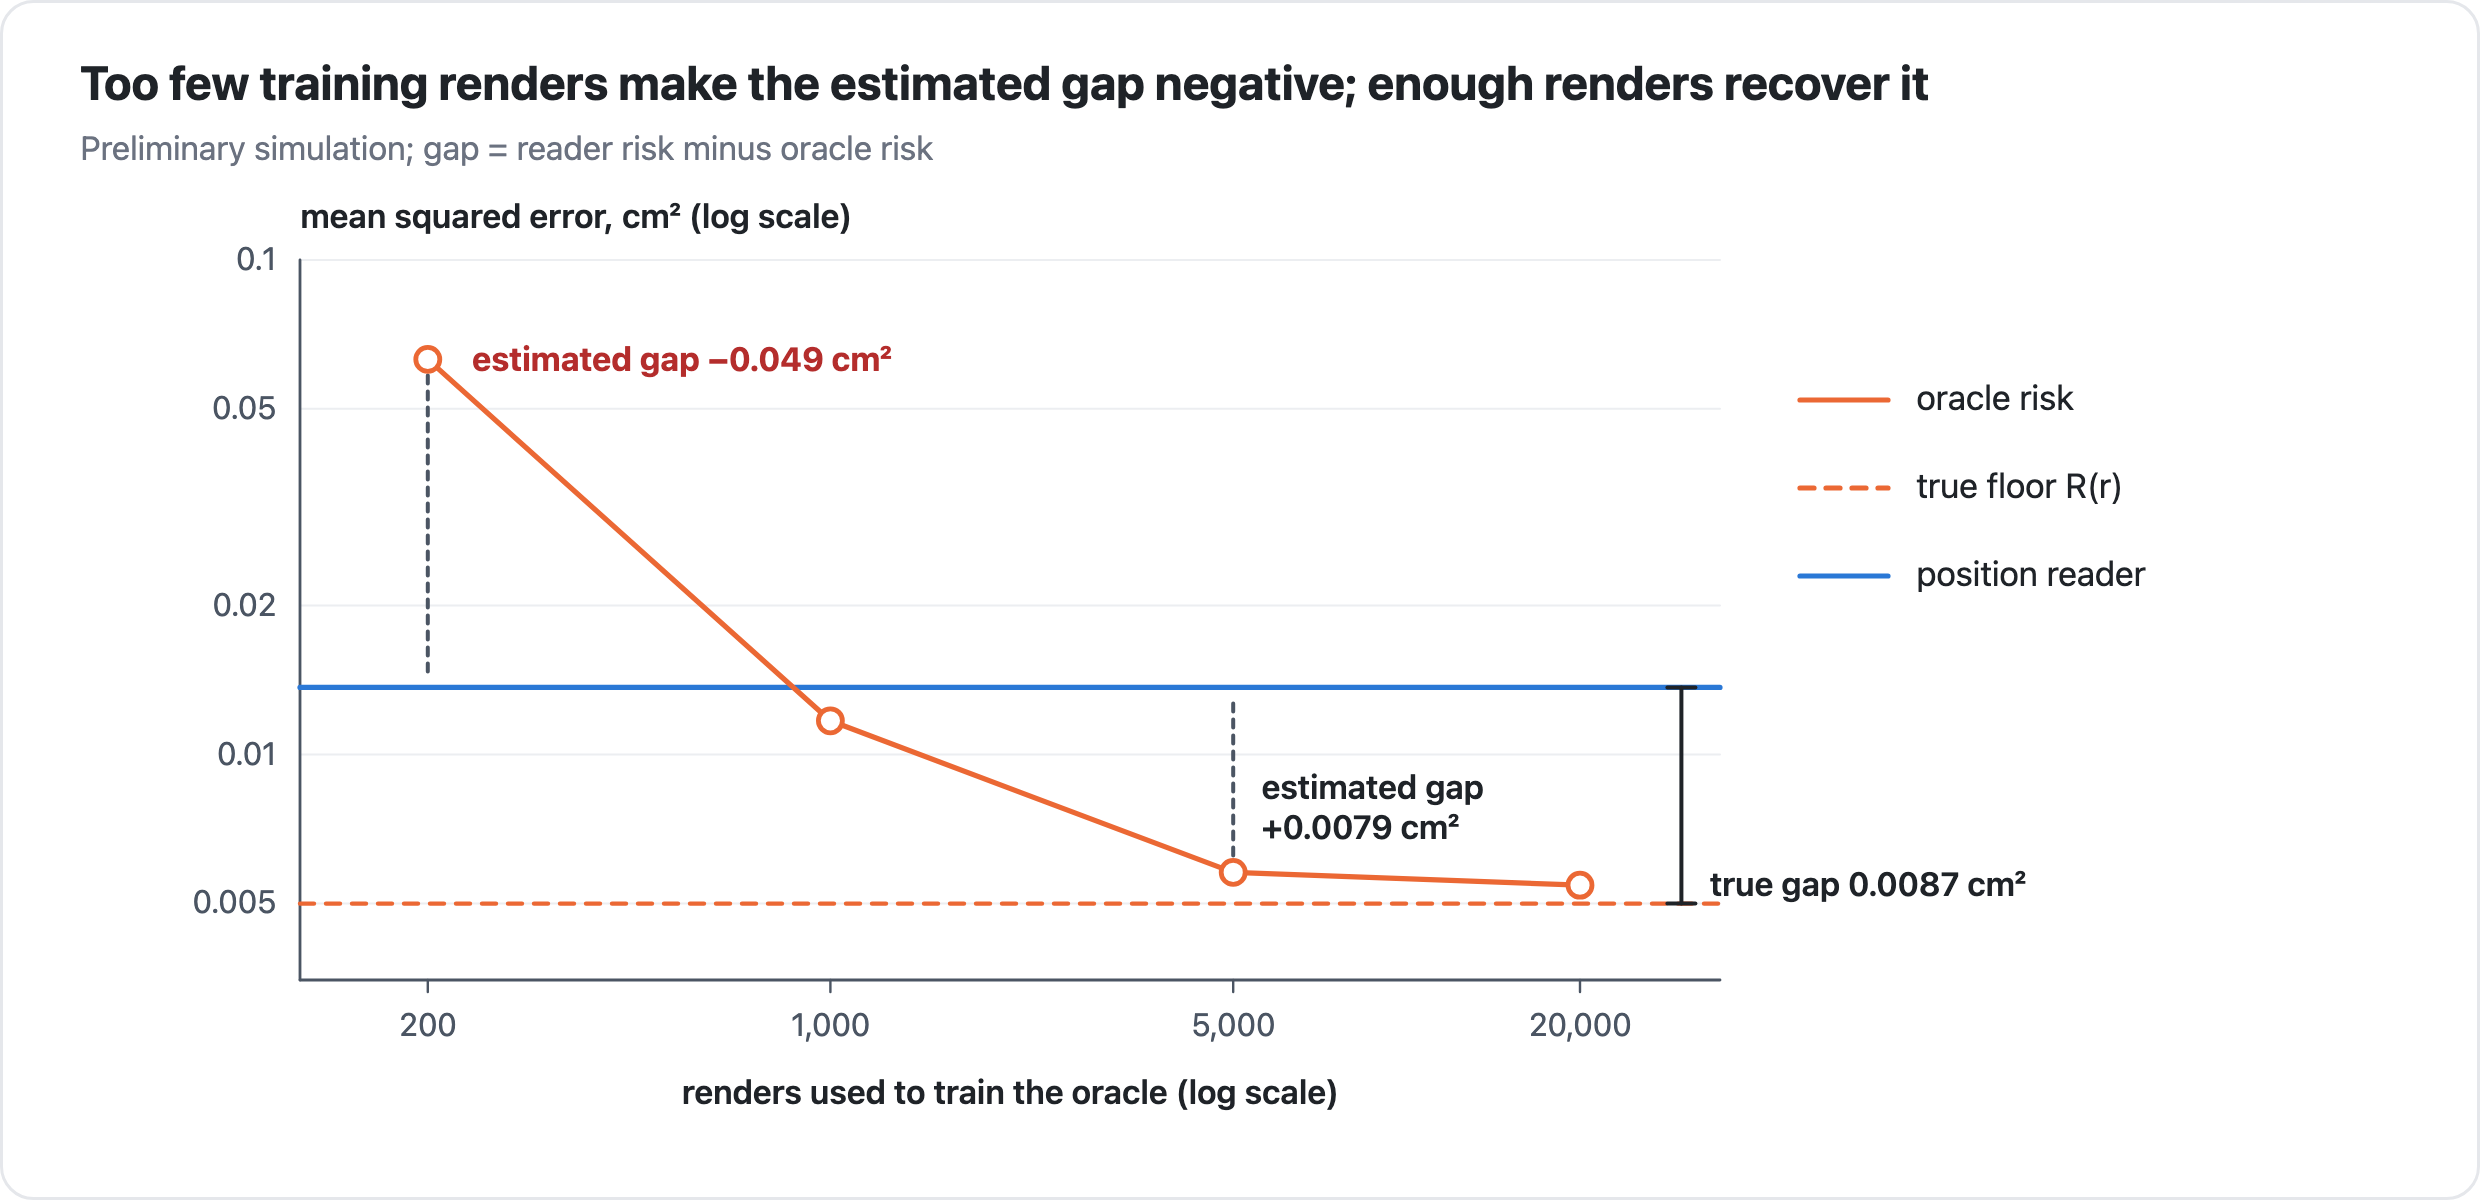 Too few training renders make the estimated gap negative; enough renders recover it
Preliminary simulation; gap = reader risk minus oracle risk
mean squared error, cm² (log scale)
0.1
estimated gap −0.049 cm²
0.05
oracle risk
true floor R(r)
position reader
0.02
0.01
estimated gap
+0.0079 cm²
true gap 0.0087 cm²
0.005
200
1,000
5,000
20,000
renders used to train the oracle (log scale)